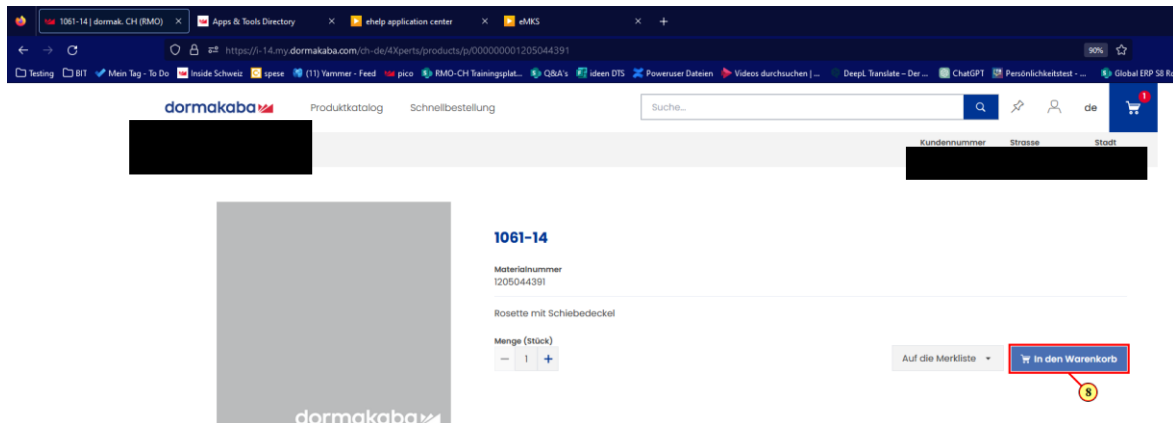 1061-14 | dormak. CH (RMO)
Apps & Tools Directory
ehelp application center
eMKS
https://i-14.my.dormakaba.com/ch-de/4Xperts/products/p/000000001205044391
90%
Testing
BIT
Mein Tag - To Do
Inside Schweiz
spese
(11) Yammer - Feed
pico
RMO-CH Trainingsplat...
Q&A's
ideen DTS
Poweruser Dateien
Videos durchsuchen | ...
DeepL Translate – Der ...
ChatGPT
Persönlichkeitstest - ...
Global ERP S8 Ro
dormakaba
Produktkatalog
Schnellbestellung
Suche...
de
1
Kundennummer
Strasse
Stadt
1061-14
Materialnummer
1205044391
Rosette mit Schiebedeckel
Menge (Stück)
– 1 +
Auf die Merkliste
In den Warenkorb
8
dormakaba